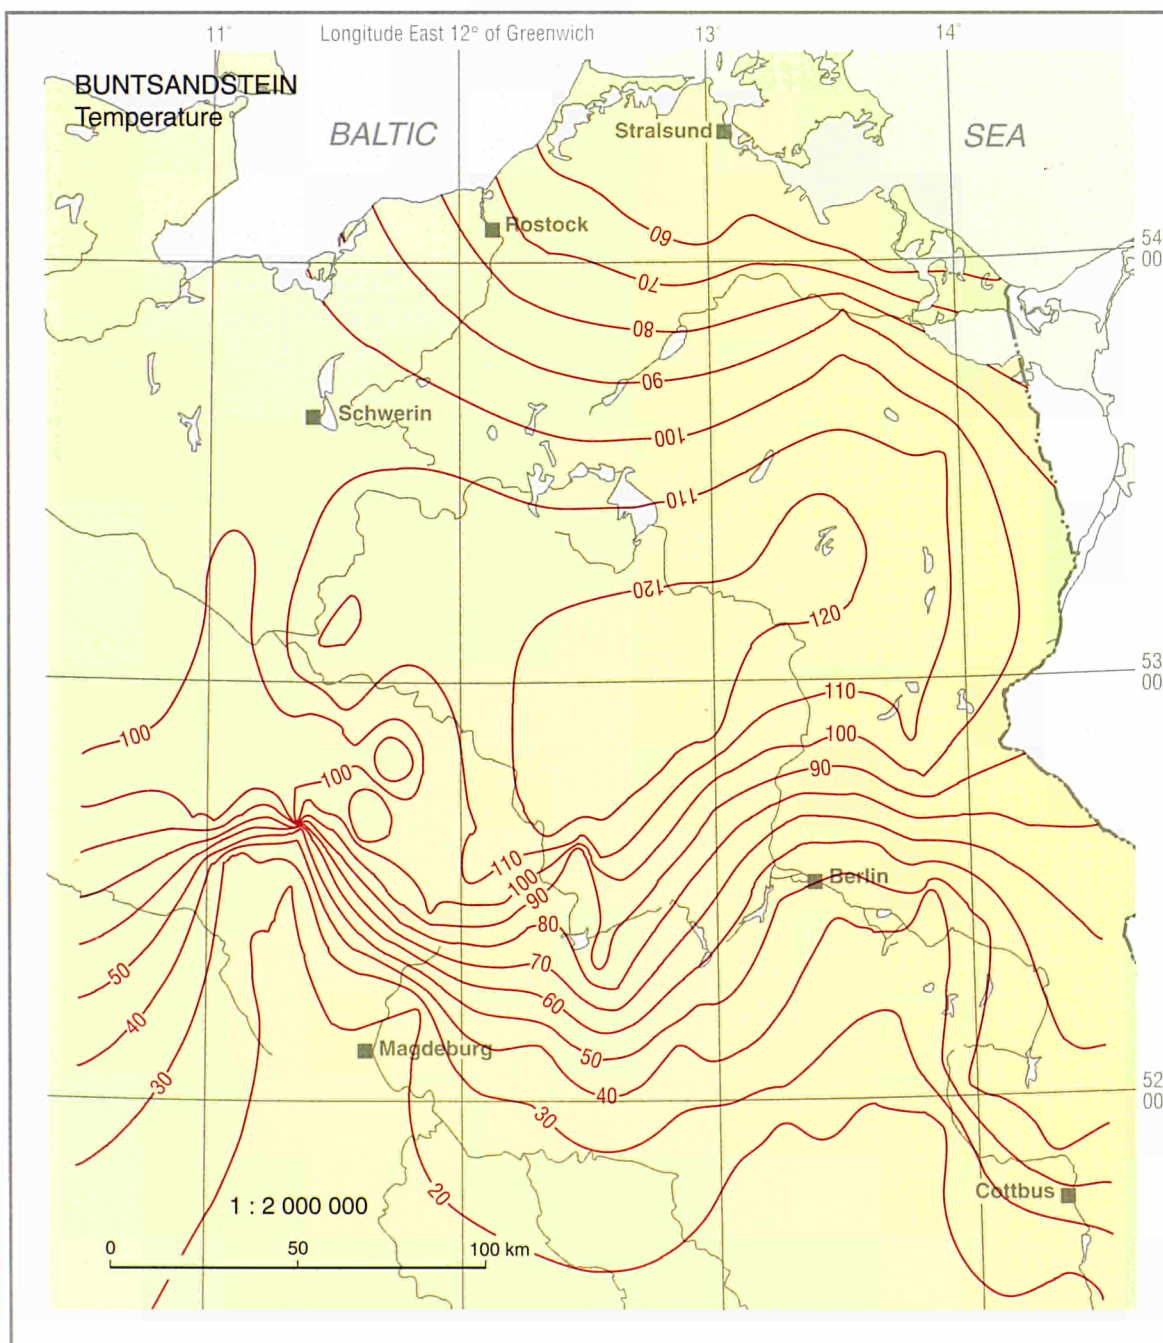 11°
Longitude East 12° of Greenwich
13°
14°
BUNTSANDSTEIN
Temperature
BALTIC
Stralsund
SEA
Rostock
60
54
00
70
80
90
Schwerin
100
110
120
120
53
00
110
100
100
100
90
110
100
90
Berlin
80
70
50
60
40
50
Magdeburg
30
40
52
00
30
20
Cottbus
1 : 2 000 000
0
50
100 km